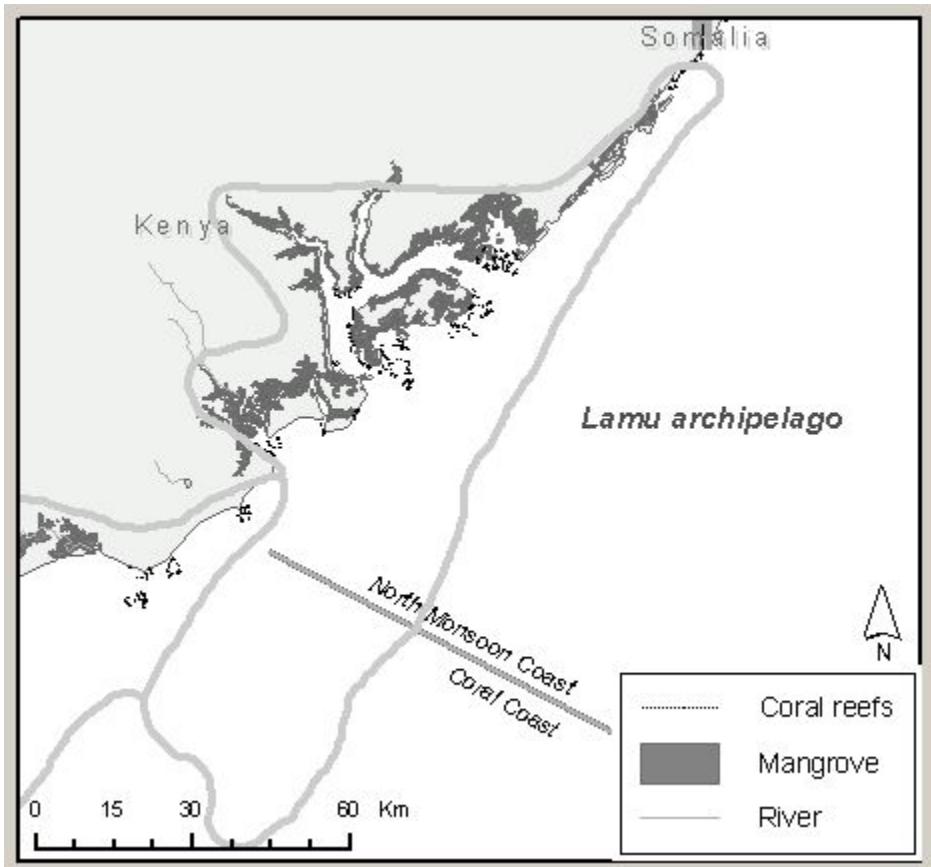 Somalia
Kenya
Lamu archipelago
North Monsoon Coast
Coral Coast
N
Coral reefs
Mangrove
River
0 15 30 60 Km